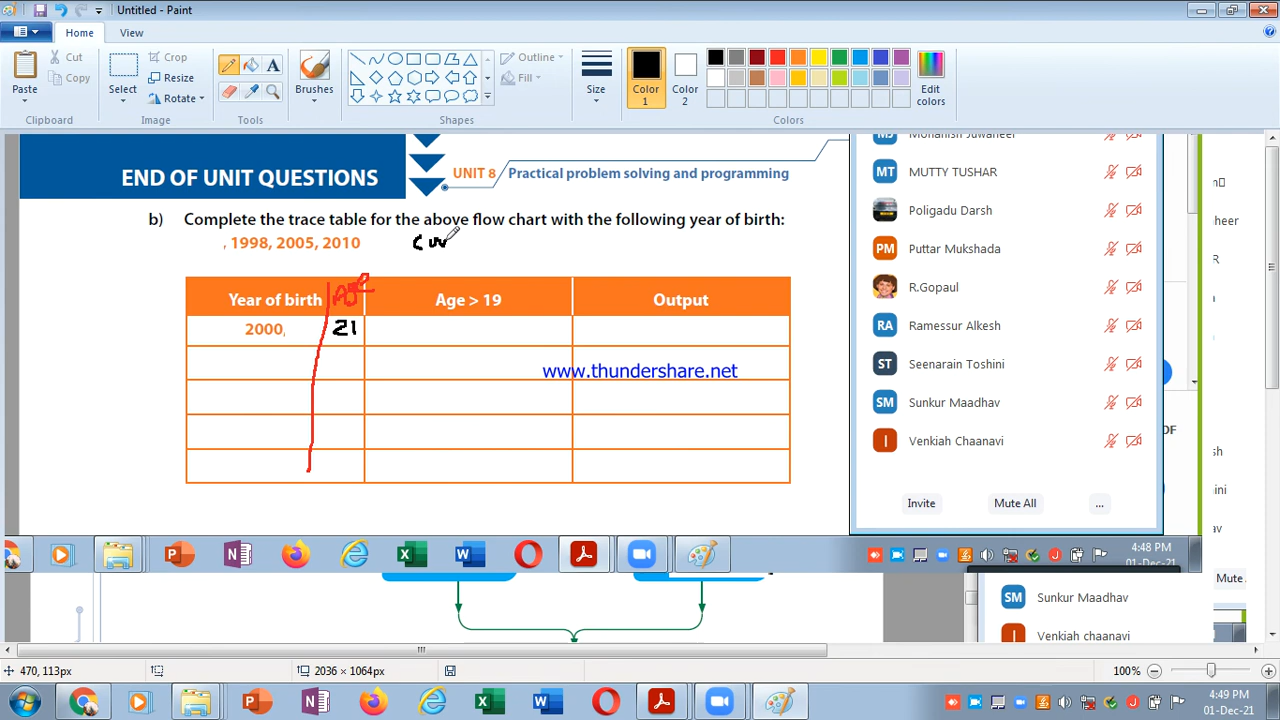 Untitled - Paint
Home
View
Paste
Cut
Copy
Clipboard
Select
Crop
Resize
Rotate
Image
Tools
Brushes
Shapes
Outline
Fill
Size
Color 1
Color 2
Edit colors
Colors
END OF UNIT QUESTIONS
UNIT 8 Practical problem solving and programming
b) Complete the trace table for the above flow chart with the following year of birth:
, 1998, 2005, 2010
Year of birth Age Age > 19 Output
2000, 21
www.thundershare.net
MT MUTTY TUSHAR
Poligadu Darsh
PM Puttar Mukshada
R.Gopaul
RA Ramessur Alkesh
ST Seenarain Toshini
SM Sunkur Maadhav
I Venkiah Chaanavi
Invite Mute All ...
4:48 PM
01-Dec-21
SM Sunkur Maadhav
I Venkiah chaanavi
Mute
470, 113px
2036 × 1064px
100%
4:49 PM
01-Dec-21